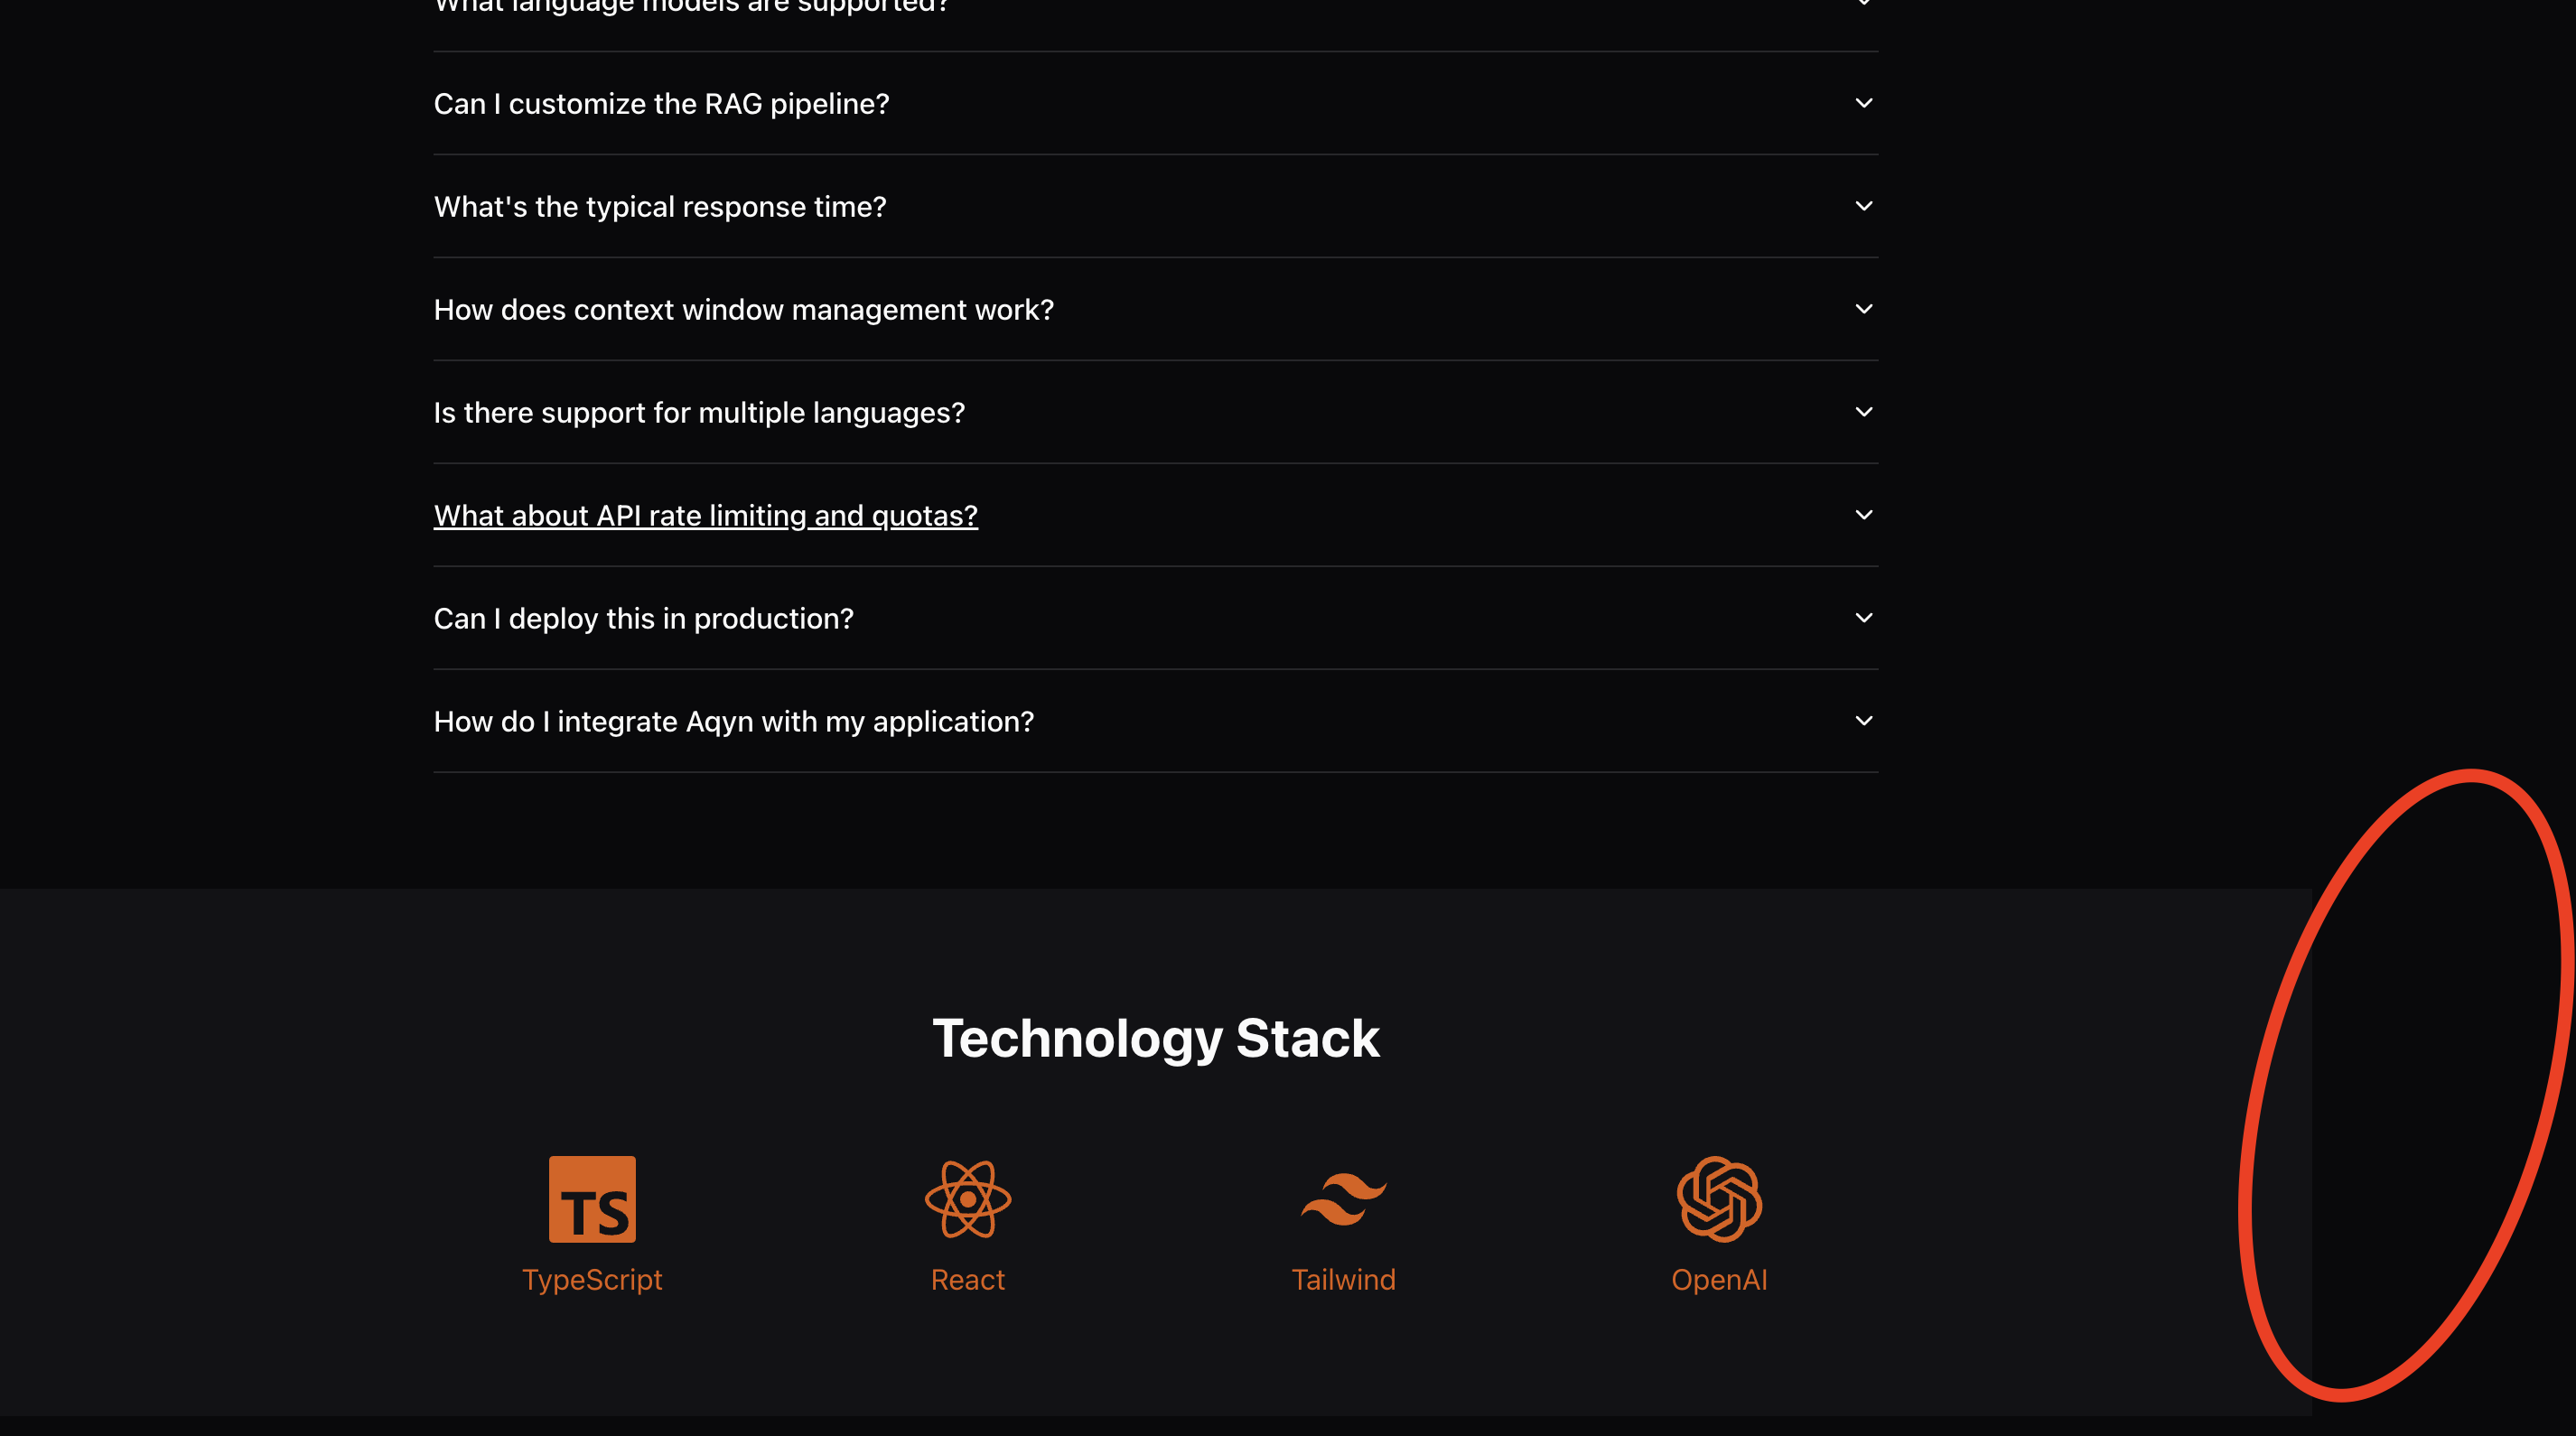 What language models are supported?
Can I customize the RAG pipeline?
What's the typical response time?
How does context window management work?
Is there support for multiple languages?
What about API rate limiting and quotas?
Can I deploy this in production?
How do I integrate Aqyn with my application?
Technology Stack
TS
TypeScript
React
Tailwind
OpenAI